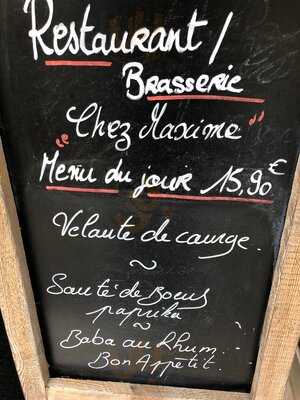 Restaurant /
Brasserie
"Chez Maxime"
Menu du jour 15,90€
Veloute de courge.
~
Sauté de Boeuf
paprika
~
Baba au Rhum.
Bon Appétit.